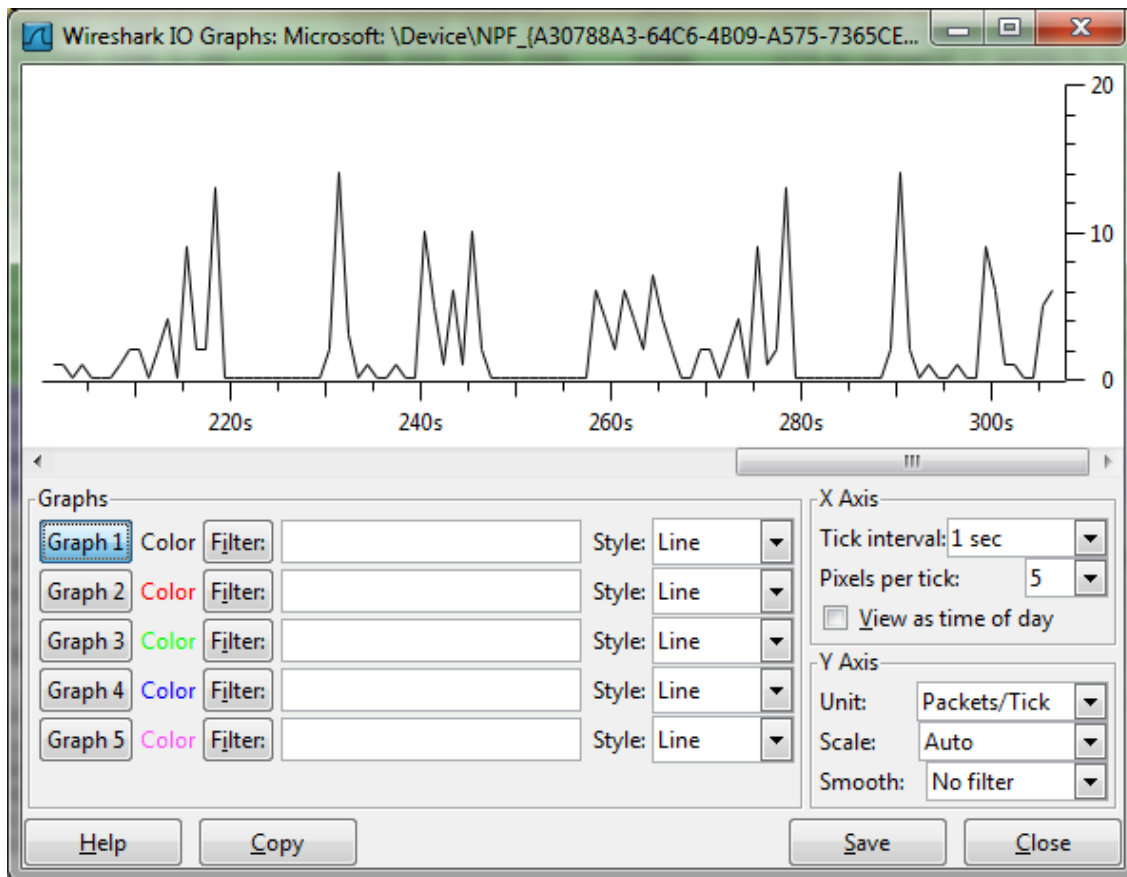 Wireshark IO Graphs: Microsoft: \Device\NPF_{A30788A3-64C6-4B09-A575-7365CE...
20
10
0
220s 240s 260s 280s 300s
Graphs
Graph 1 Color Filter: Style: Line
Graph 2 Color Filter: Style: Line
Graph 3 Color Filter: Style: Line
Graph 4 Color Filter: Style: Line
Graph 5 Color Filter: Style: Line
X Axis
Tick interval: 1 sec
Pixels per tick: 5
View as time of day
Y Axis
Unit: Packets/Tick
Scale: Auto
Smooth: No filter
Help Copy Save Close